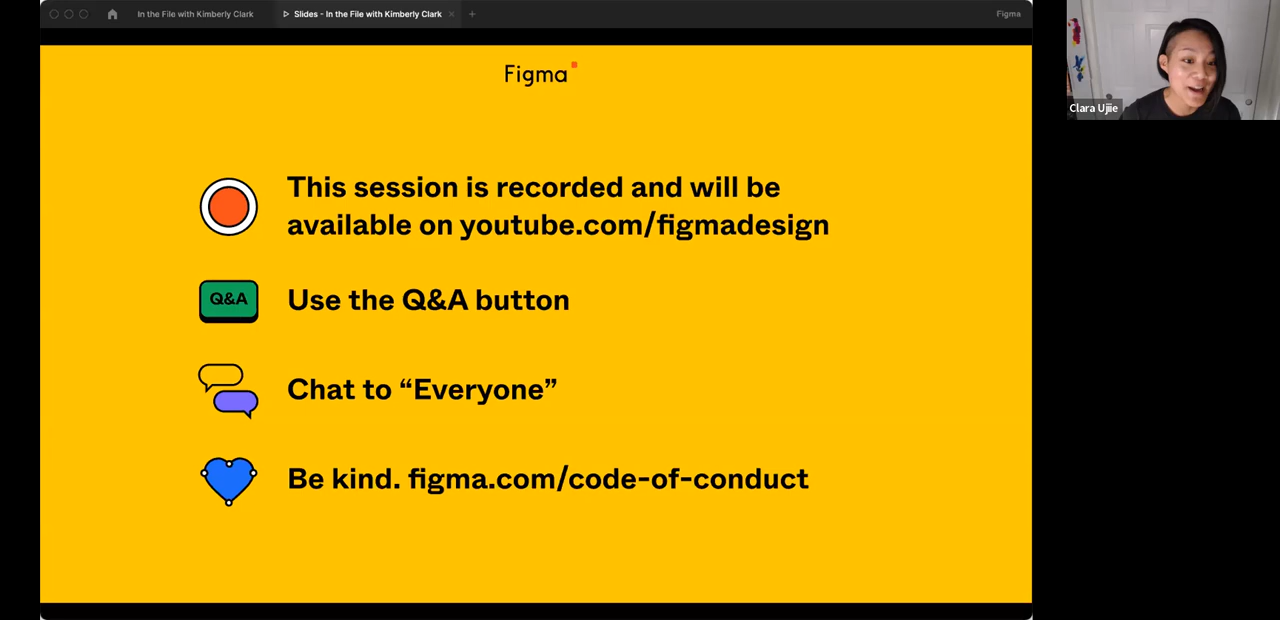 In the File with Kimberly Clark
Slides - In the File with Kimberly Clark
Figma
Figma
Clara Ujiie
This session is recorded and will be
available on youtube.com/figmadesign
Q&A
Use the Q&A button
Chat to “Everyone”
Be kind. figma.com/code-of-conduct